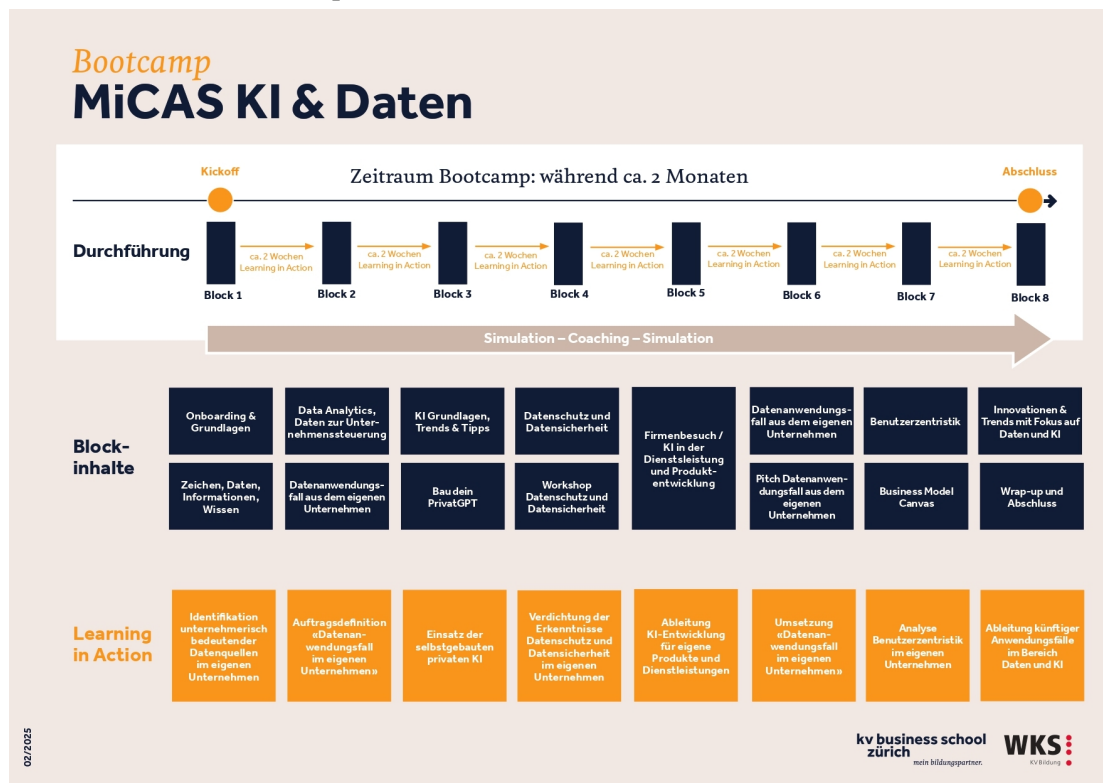 Bootcamp
MiCAS KI & Daten
Kickoff
Zeitraum Bootcamp: während ca. 2 Monaten
Abschluss
Durchführung
ca. 2 Wochen
Learning in Action
ca. 2 Wochen
Learning in Action
ca. 2 Wochen
Learning in Action
ca. 2 Wochen
Learning in Action
ca. 2 Wochen
Learning in Action
ca. 2 Wochen
Learning in Action
ca. 2 Wochen
Learning in Action
Block 1
Block 2
Block 3
Block 4
Block 5
Block 6
Block 7
Block 8
Simulation – Coaching – Simulation
Block-
inhalte
Onboarding &
Grundlagen
Data Analytics,
Daten zur Unter-
nehmenssteuerung
KI Grundlagen,
Trends & Tipps
Datenschutz und
Datensicherheit
Firmenbesuch /
KI in der
Dienstleistung
und Produkt-
entwicklung
Datenanwendungs-
fall aus dem eigenen
Unternehmen
Benutzerzentristik
Innovationen &
Trends mit Fokus auf
Daten und KI
Zeichen, Daten,
Informationen,
Wissen
Datenanwendungs-
fall aus dem eigenen
Unternehmen
Bau dein
PrivatGPT
Workshop
Datenschutz und
Datensicherheit
Pitch Datenanwen-
dungsfall aus dem
eigenen
Unternehmen
Business Model
Canvas
Wrap-up und
Abschluss
Learning
in Action
Identifikation
unternehmerisch
bedeutender
Datenquellen
im eigenen
Unternehmen
Auftragsdefinition
«Datenan-
wendungsfall
im eigenen
Unternehmen»
Einsatz der
selbstgebauten
privaten KI
Verdichtung der
Erkenntnisse
Datenschutz und
Datensicherheit
im eigenen
Unternehmen
Ableitung
KI-Entwicklung
für eigene
Produkte und
Dienstleistungen
Umsetzung
«Datenan-
wendungsfall
im eigenen
Unternehmen»
Analyse
Benutzerzentristik
im eigenen
Unternehmen
Ableitung künftiger
Anwendungsfälle
im Bereich
Daten und KI
02/2025
kv business school
zürich
mein bildungspartner.
WKS
KV Bildung